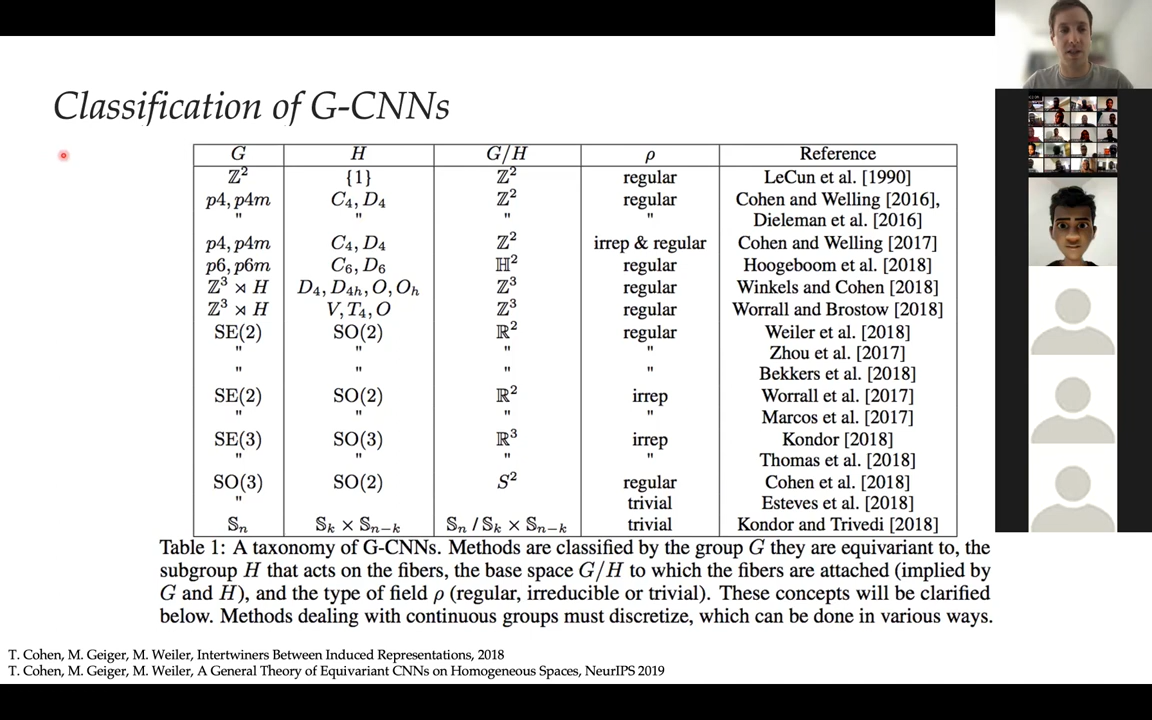 Classification of G-CNNs
G H G/H ρ Reference
ℤ² {1} ℤ² regular LeCun et al. [1990]
p4, p4m C₄, D₄ ℤ² regular Cohen and Welling [2016],
" " " " Dieleman et al. [2016]
p4, p4m C₄, D₄ ℤ² irrep & regular Cohen and Welling [2017]
p6, p6m C₆, D₆ ℍ² regular Hoogeboom et al. [2018]
ℤ³ ⋊ H D₄, D₄ₕ, O, Oₕ ℤ³ regular Winkels and Cohen [2018]
ℤ³ ⋊ H V, T₄, O ℤ³ regular Worrall and Brostow [2018]
SE(2) SO(2) ℝ² regular Weiler et al. [2018]
" " " " Zhou et al. [2017]
" " " " Bekkers et al. [2018]
SE(2) SO(2) ℝ² irrep Worrall et al. [2017]
" " " " Marcos et al. [2017]
SE(3) SO(3) ℝ³ irrep Kondor [2018]
" " " " Thomas et al. [2018]
SO(3) SO(2) S² regular Cohen et al. [2018]
" trivial Esteves et al. [2018]
𝕊ₙ 𝕊ₖ × 𝕊ₙ₋ₖ 𝕊ₙ / 𝕊ₖ × 𝕊ₙ₋ₖ trivial Kondor and Trivedi [2018]
Table 1: A taxonomy of G-CNNs. Methods are classified by the group G they are equivariant to, the
subgroup H that acts on the fibers, the base space G/H to which the fibers are attached (implied by
G and H), and the type of field ρ (regular, irreducible or trivial). These concepts will be clarified
below. Methods dealing with continuous groups must discretize, which can be done in various ways.
T. Cohen, M. Geiger, M. Weiler, Intertwiners Between Induced Representations, 2018
T. Cohen, M. Geiger, M. Weiler, A General Theory of Equivariant CNNs on Homogeneous Spaces, NeurIPS 2019